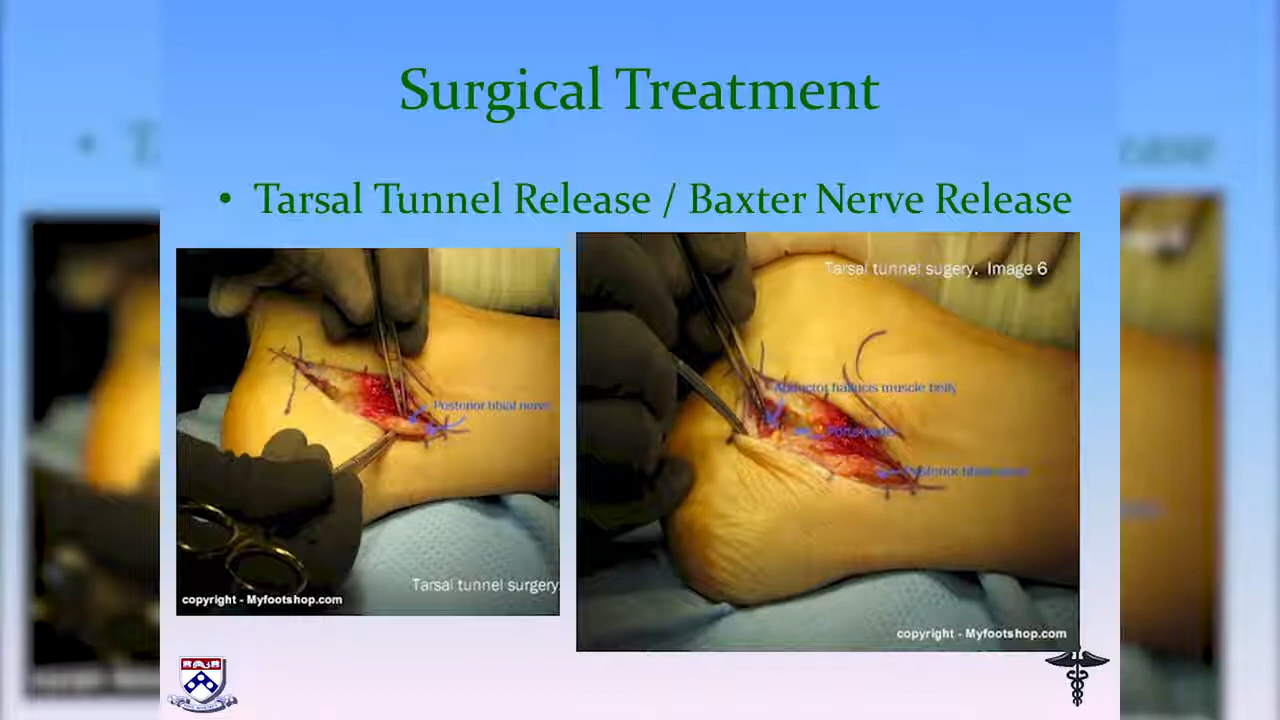 Surgical Treatment
• Tarsal Tunnel Release / Baxter Nerve Release
Posterior tibial nerve
Tarsal tunnel surgery
copyright - Myfootshop.com
Tarsal tunnel sugery. Image 6
Abductor hallucis muscle belly
Posterior
copyright - Myfootshop.com